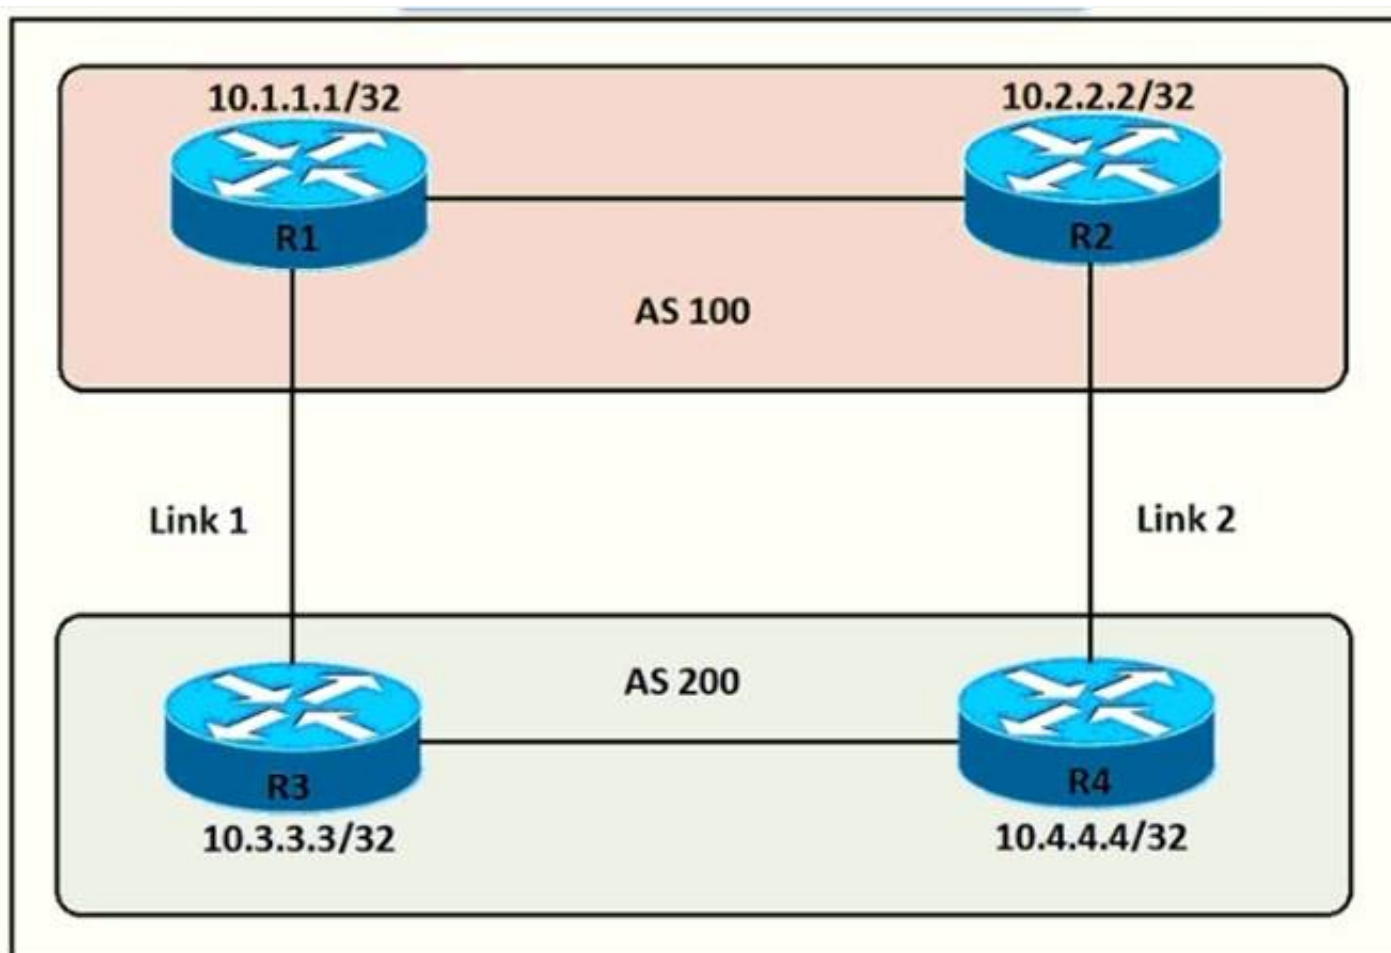 10.1.1.1/32
10.2.2.2/32
R1
R2
AS 100
Link 1
Link 2
AS 200
R3
R4
10.3.3.3/32
10.4.4.4/32